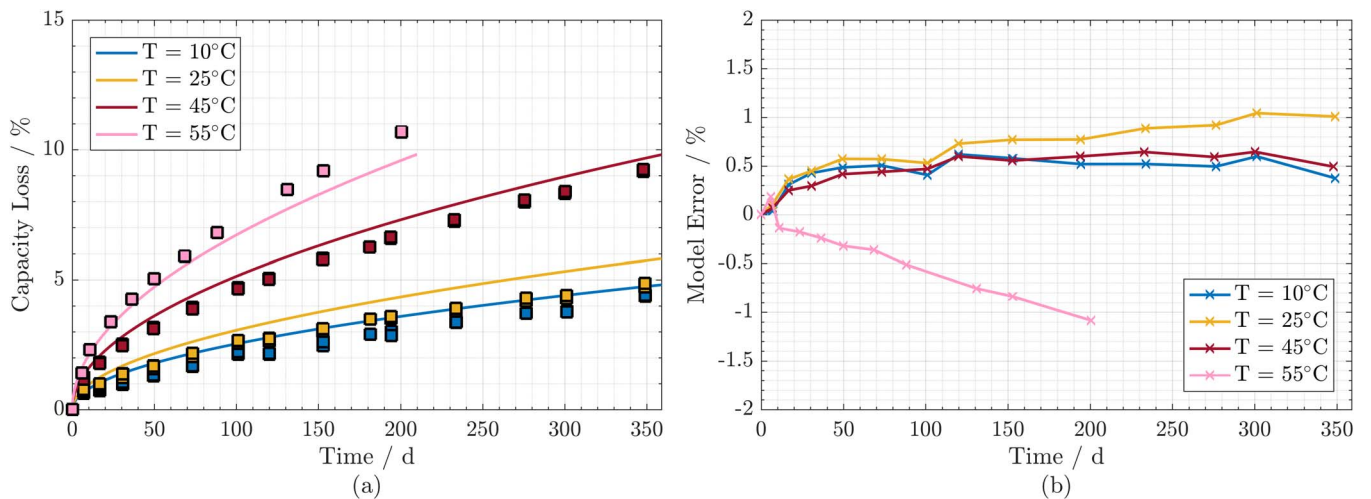 15
10
5
0
Capacity Loss / %
T = 10°C
T = 25°C
T = 45°C
T = 55°C
0 50 100 150 200 250 300 350
Time / d
(a)
2
1.5
1
0.5
0
-0.5
-1
-1.5
-2
Model Error / %
T = 10°C
T = 25°C
T = 45°C
T = 55°C
0 50 100 150 200 250 300 350
Time / d
(b)